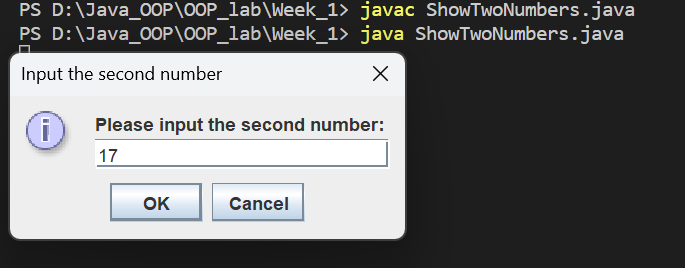 PS D:\Java_OOP\OOP_lab\Week_1> javac ShowTwoNumbers.java
PS D:\Java_OOP\OOP_lab\Week_1> java ShowTwoNumbers.java
Input the second number
Please input the second number:
17
OK Cancel